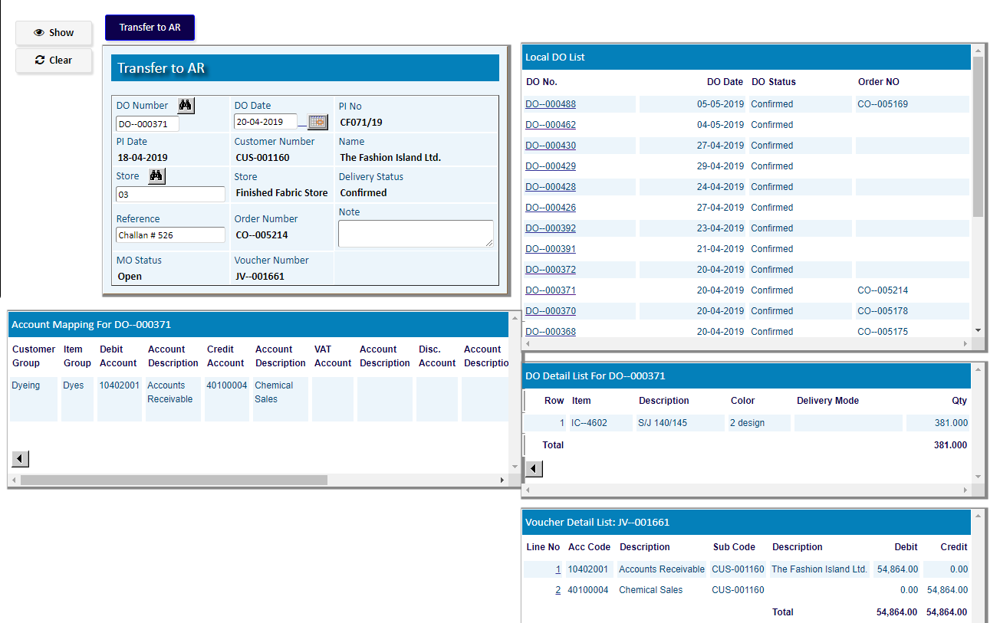 Show
Clear
Transfer to AR
Transfer to AR
DO Number DO Date PI No
DO--000371 20-04-2019 CF071/19
PI Date Customer Number Name
18-04-2019 CUS-001160 The Fashion Island Ltd.
Store Store Delivery Status
03 Finished Fabric Store Confirmed
Reference Order Number Note
Challan # 526 CO--005214
MO Status Voucher Number
Open JV--001661
Local DO List
DO No. DO Date DO Status Order NO
DO--000488 05-05-2019 Confirmed CO--005169
DO--000462 04-05-2019 Confirmed
DO--000430 27-04-2019 Confirmed
DO--000429 29-04-2019 Confirmed
DO--000428 24-04-2019 Confirmed
DO--000426 27-04-2019 Confirmed
DO--000392 23-04-2019 Confirmed
DO--000391 21-04-2019 Confirmed
DO--000372 20-04-2019 Confirmed
DO--000371 20-04-2019 Confirmed CO--005214
DO--000370 20-04-2019 Confirmed CO--005178
DO--000368 20-04-2019 Confirmed CO--005175
Account Mapping For DO--000371
Customer Item Debit Account Credit Account VAT Account Disc. Account
Group Group Account Description Account Description Account Description Account Descriptio
Dyeing Dyes 10402001 Accounts 40100004 Chemical
Receivable Sales
DO Detail List For DO--000371
Row Item Description Color Delivery Mode Qty
1 IC--4602 S/J 140/145 2 design 381.000
Total 381.000
Voucher Detail List: JV--001661
Line No Acc Code Description Sub Code Description Debit Credit
1 10402001 Accounts Receivable CUS-001160 The Fashion Island Ltd. 54,864.00 0.00
2 40100004 Chemical Sales CUS-001160 0.00 54,864.00
Total 54,864.00 54,864.00